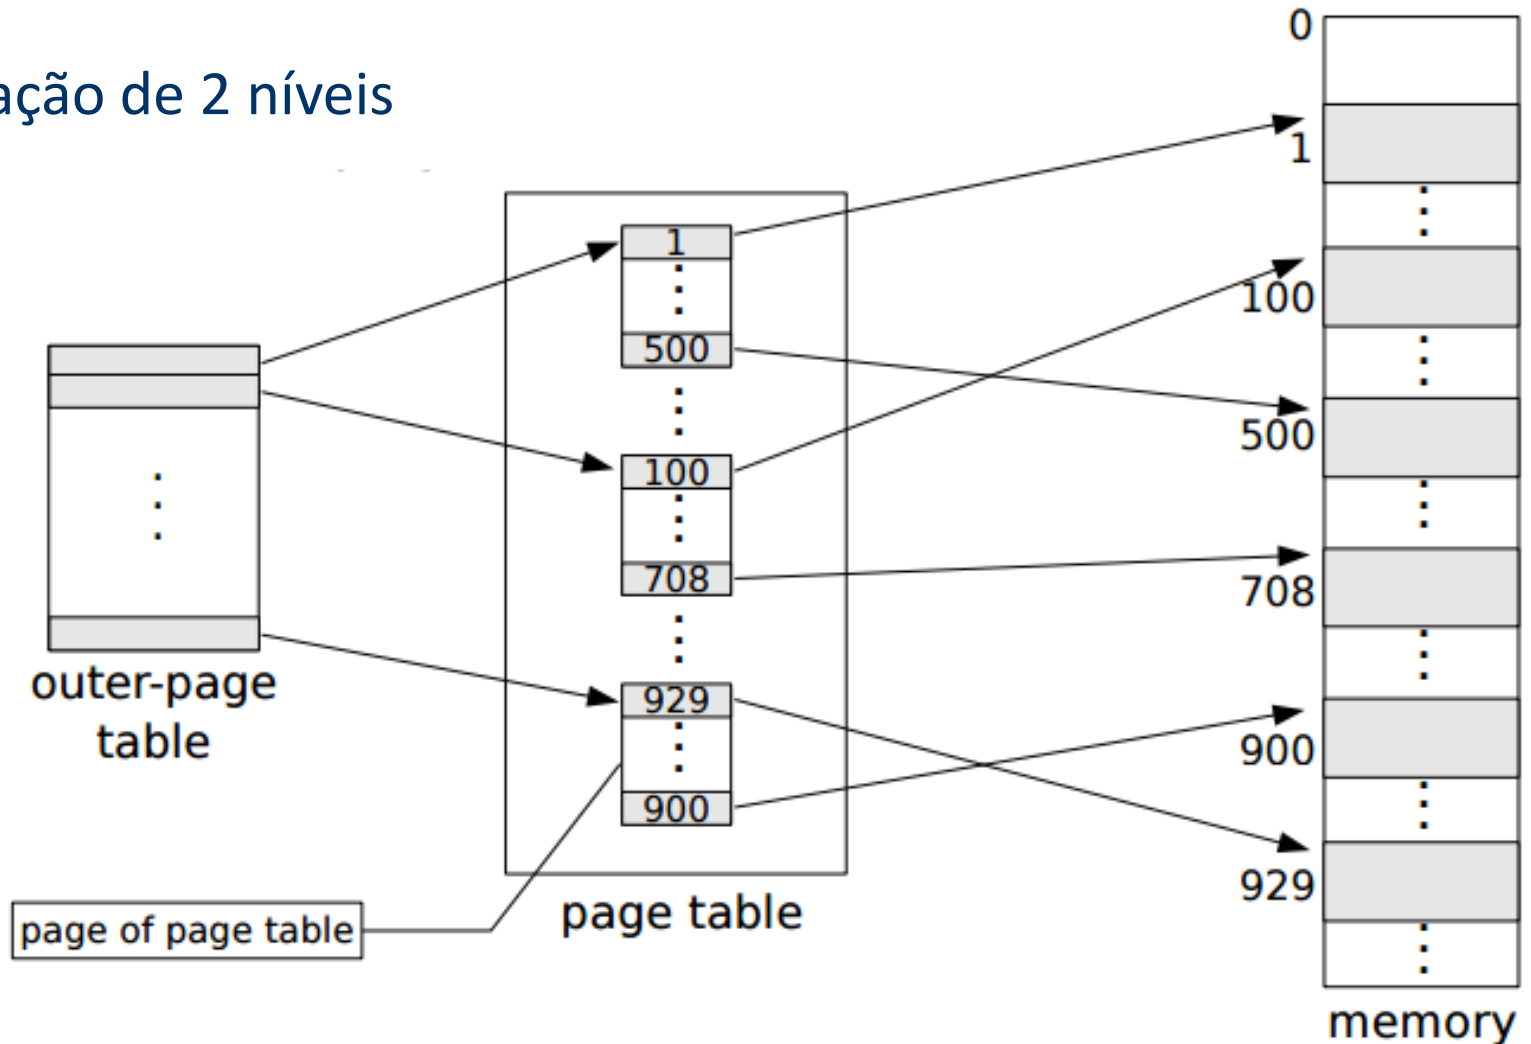 ação de 2 níveis
1
500
100
708
929
900
outer-page
table
page of page table
page table
0
1
100
500
708
900
929
memory